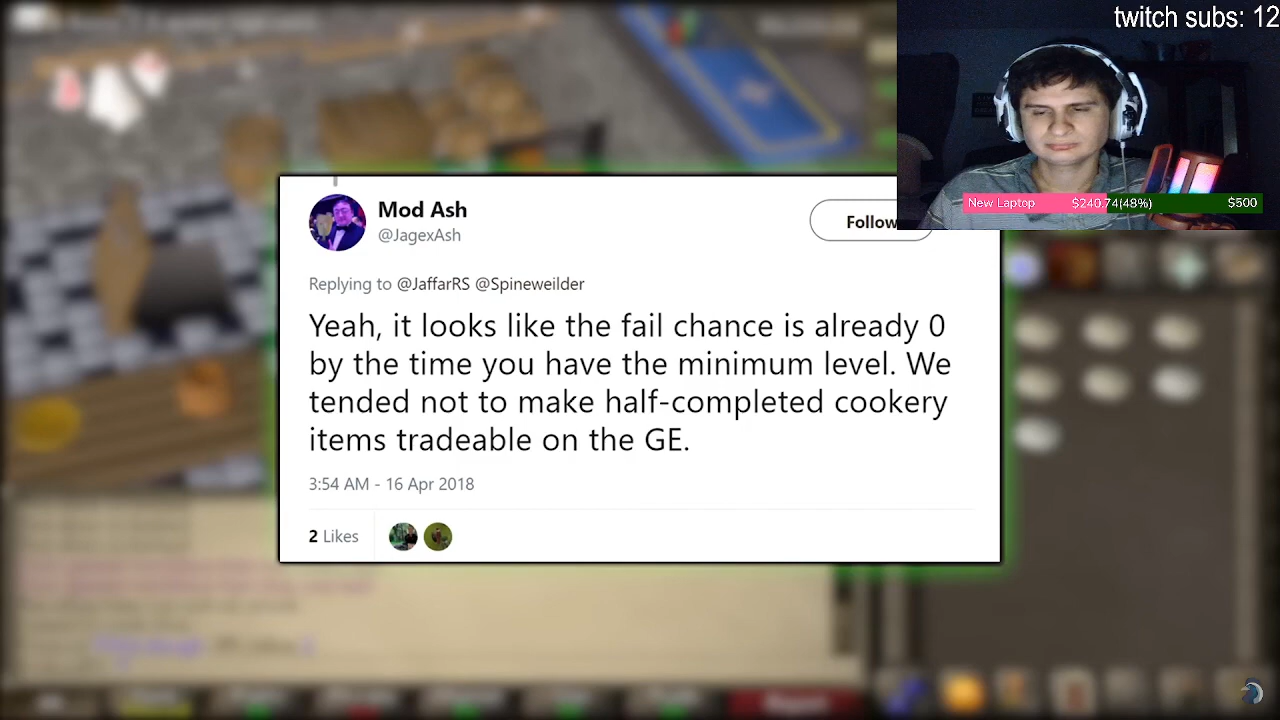 twitch subs: 12
New Laptop $240.74(48%) $500
Mod Ash
@JagexAsh
Follow
Replying to @JaffarRS @Spineweilder
Yeah, it looks like the fail chance is already 0
by the time you have the minimum level. We
tended not to make half-completed cookery
items tradeable on the GE.
3:54 AM - 16 Apr 2018
2 Likes